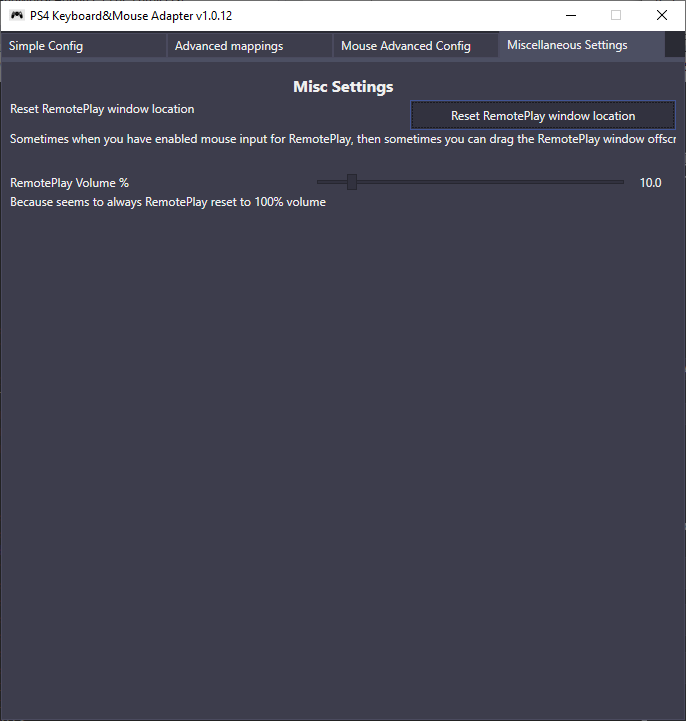 PS4 Keyboard&Mouse Adapter v1.0.12
Simple Config
Advanced mappings
Mouse Advanced Config
Miscellaneous Settings
Misc Settings
Reset RemotePlay window location
Reset RemotePlay window location
Sometimes when you have enabled mouse input for RemotePlay, then sometimes you can drag the RemotePlay window offscr
RemotePlay Volume %
10.0
Because seems to always RemotePlay reset to 100% volume